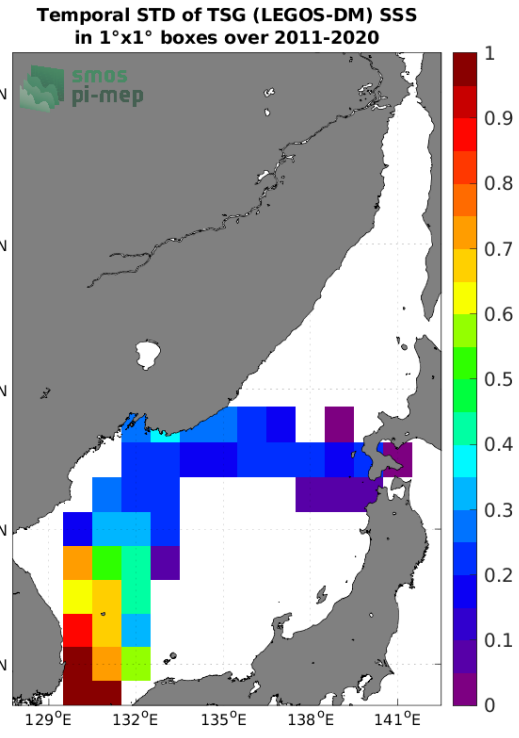 Temporal STD of TSG (LEGOS-DM) SSS
in 1°x1° boxes over 2011-2020
smos
pi-mep
N
N
N
N
N
1
0.9
0.8
0.7
0.6
0.5
0.4
0.3
0.2
0.1
0
129°E 132°E 135°E 138°E 141°E